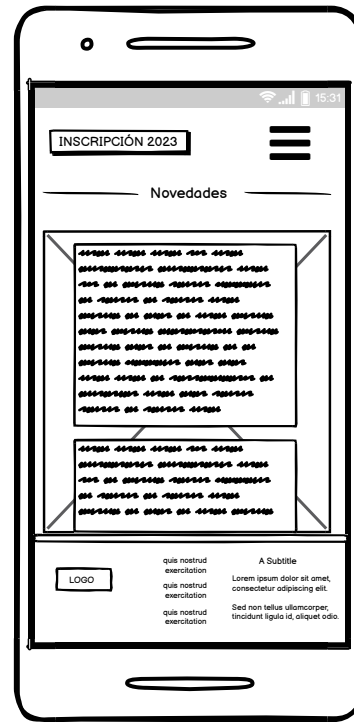 15:31
INSCRIPCIÓN 2023
Novedades
LOGO
quis nostrud
exercitation
quis nostrud
exercitation
quis nostrud
exercitation
A Subtitle
Lorem ipsum dolor sit amet,
consectetur adipiscing elit.
Sed non tellus ullamcorper,
tincidunt ligula id, aliquet odio.